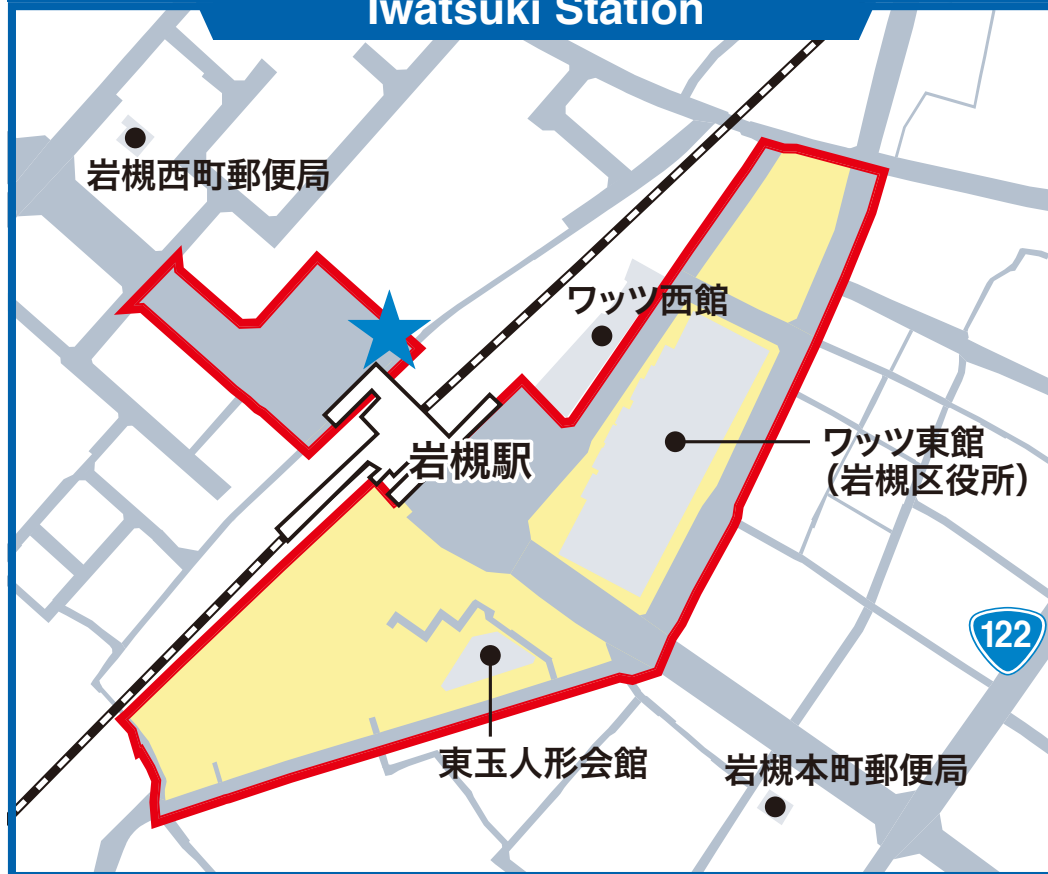 Iwatsuki Station
岩槻西町郵便局
ワッツ西館
ワッツ東館
（岩槻区役所）
岩槻駅
122
東玉人形会館
岩槻本町郵便局